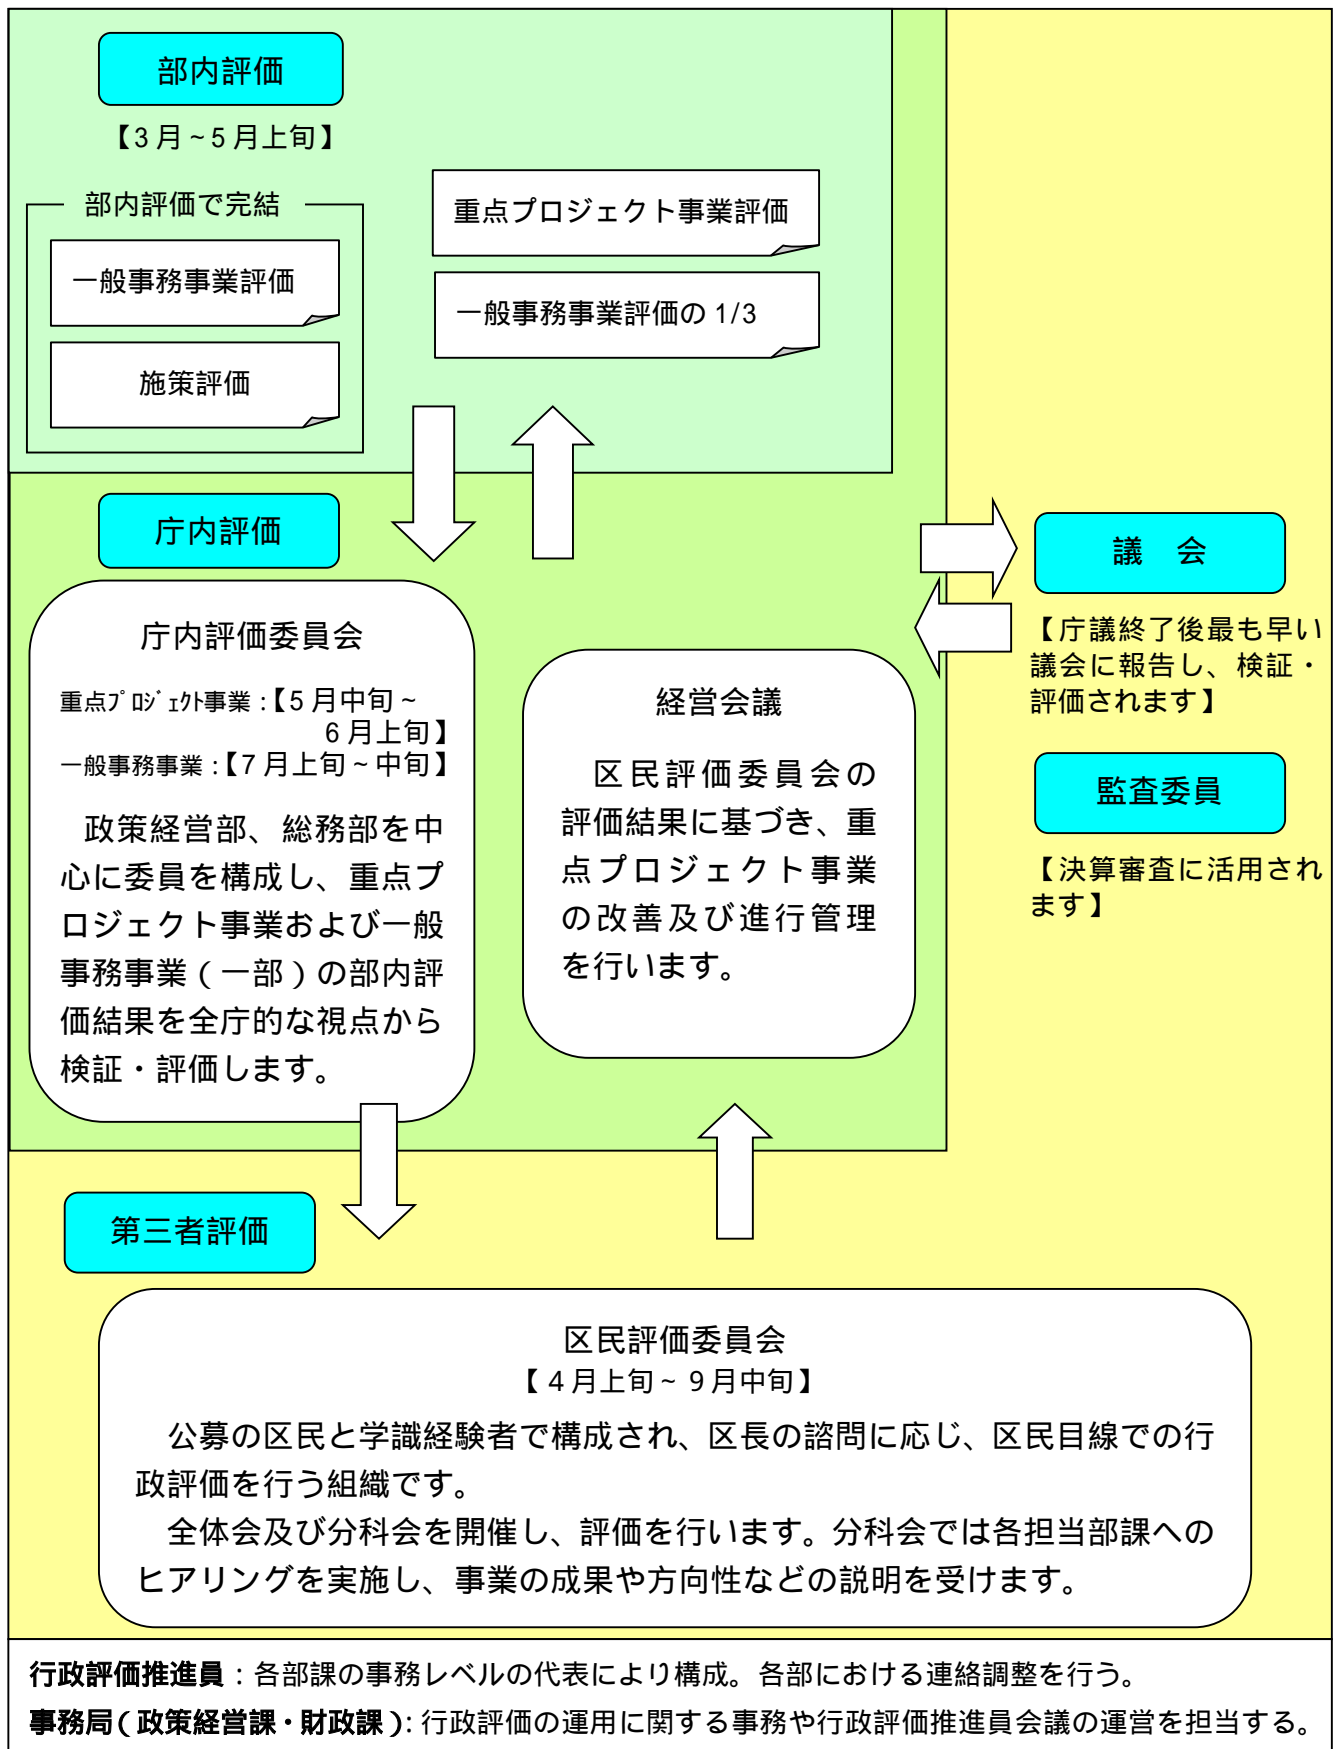 部内評価
【3月~5月上旬】
部内評価で完結
一般事務事業評価
施策評価
重点プロジェクト事業評価
一般事務事業評価の 1/3
庁内評価
庁内評価委員会
重点プロジェクト事業:【5月中旬~
6月上旬】
一般事務事業:【7月上旬~中旬】
政策経営部、総務部を中
心に委員を構成し、重点プ
ロジェクト事業および一般
事務事業(一部)の部内評
価結果を全庁的な視点から
検証・評価します。
経営会議
区民評価委員会の
評価結果に基づき、重
点プロジェクト事業
の改善及び進行管理
を行います。
議 会
【庁議終了後最も早い
議会に報告し、検証・
評価されます】
監査委員
【決算審査に活用され
ます】
第三者評価
区民評価委員会
【4月上旬~9月中旬】
公募の区民と学識経験者で構成され、区長の諮問に応じ、区民目線での行
政評価を行う組織です。
全体会及び分科会を開催し、評価を行います。分科会では各担当部課への
ヒアリングを実施し、事業の成果や方向性などの説明を受けます。
行政評価推進員:各部課の事務レベルの代表により構成。各部における連絡調整を行う。
事務局(政策経営課・財政課):行政評価の運用に関する事務や行政評価推進員会議の運営を担当する。